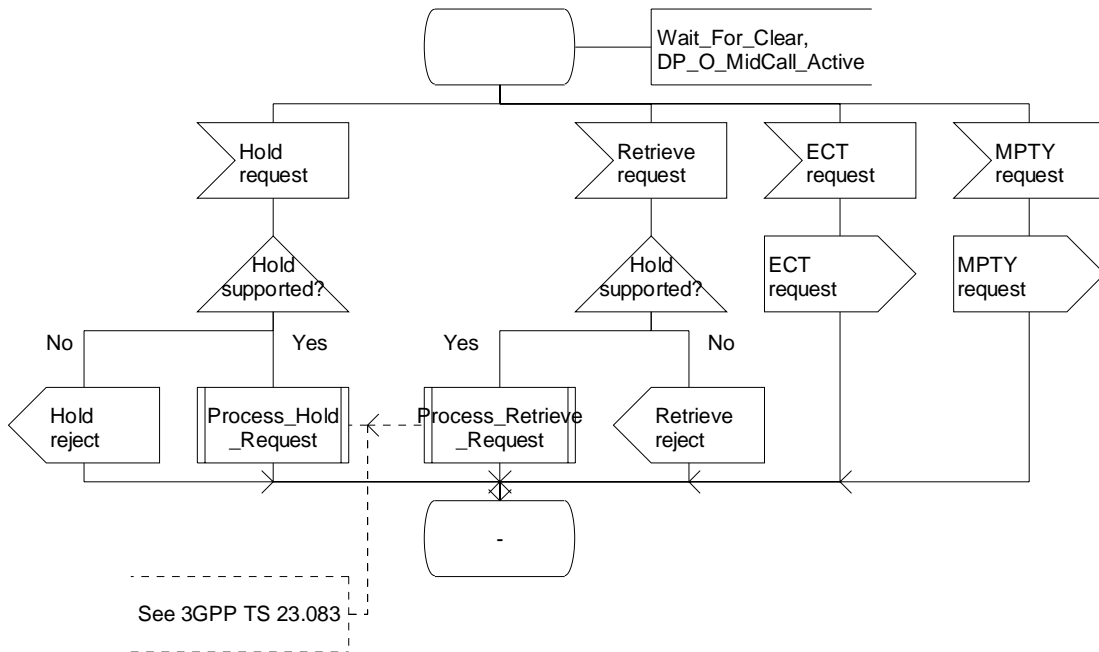 Wait_For_Clear,
DP_O_MidCall_Active
Hold
request
Retrieve
request
ECT
request
MPTY
request
Hold
supported?
Hold
supported?
ECT
request
MPTY
request
No
Yes
Yes
No
Hold
reject
Process_Hold
_Request
Process_Retrieve
_Request
Retrieve
reject
-
See 3GPP TS 23.083